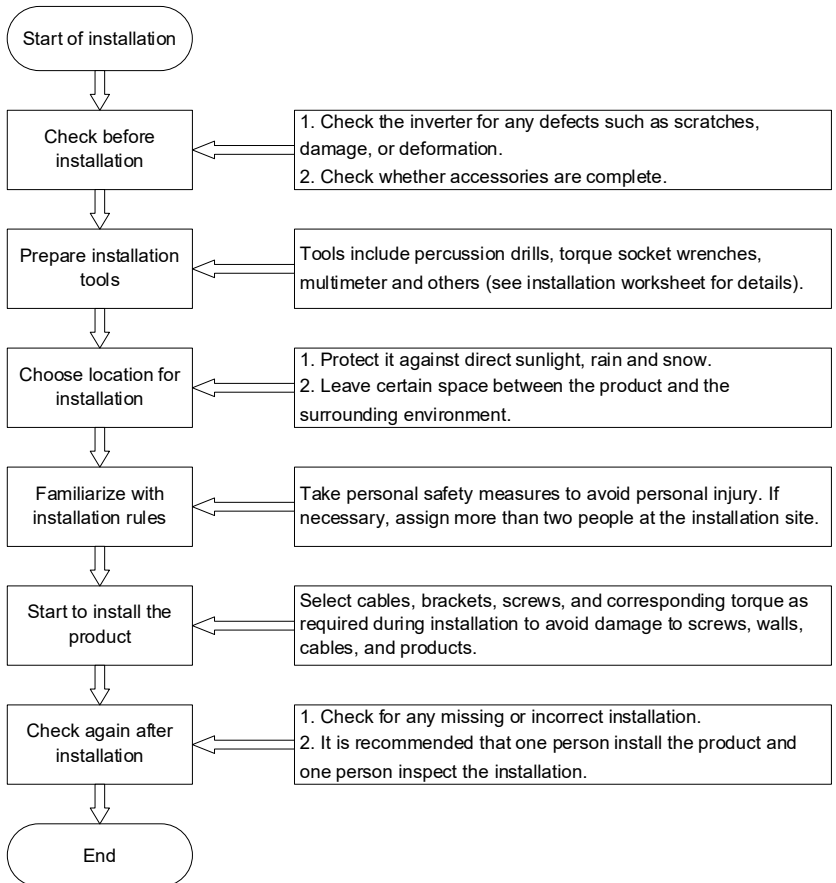 Start of installation
Check before
installation
1. Check the inverter for any defects such as scratches,
damage, or deformation.
2. Check whether accessories are complete.
Prepare installation
tools
Tools include percussion drills, torque socket wrenches,
multimeter and others (see installation worksheet for details).
Choose location for
installation
1. Protect it against direct sunlight, rain and snow.
2. Leave certain space between the product and the
surrounding environment.
Familiarize with
installation rules
Take personal safety measures to avoid personal injury. If
necessary, assign more than two people at the installation site.
Start to install the
product
Select cables, brackets, screws, and corresponding torque as
required during installation to avoid damage to screws, walls,
cables, and products.
Check again after
installation
1. Check for any missing or incorrect installation.
2. It is recommended that one person install the product and
one person inspect the installation.
End